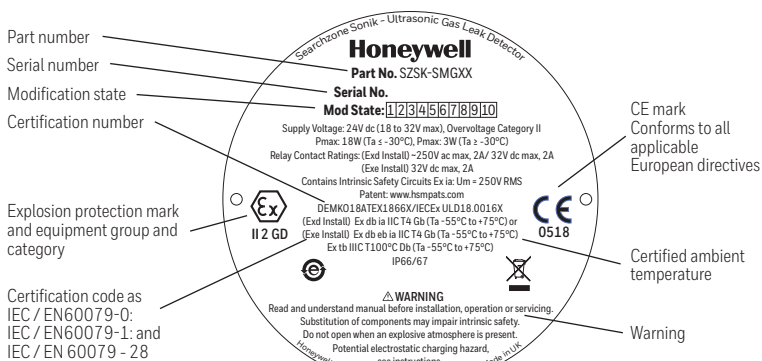 Searchzone Sonik - Ultrasonic Gas Leak Detector
Honeywell
Part No. SZSK-SMGXX
Serial No.
Mod State: 1 2 3 4 5 6 7 8 9 10
Supply Voltage: 24V dc (18 to 32V max), Overvoltage Category II
Pmax: 18W (Ta ≤ -30°C), Pmax: 3W (Ta ≥ -30°C)
Relay Contact Ratings: (Exd Install) ~250V ac max, 2A/ 32V dc max, 2A
(Exe Install) 32V dc max, 2A
Contains Intrinsic Safety Circuits Ex ia: Um = 250V RMS
Patent: www.hsmpats.com
DEMKO18ATEX1866X/IECEx ULD18.0016X
(Exd Install) Ex db ia IIC T4 Gb (Ta -55°C to +75°C) or
(Exe Install) Ex db eb ia IIC T4 Gb (Ta -55°C to +75°C)
Ex tb IIIC T100°C Db (Ta -55°C to +75°C)
IP66/67
Ex
II 2 GD
CE
0518
e
⚠WARNING
Read and understand manual before installation, operation or servicing.
Substitution of components may impair intrinsic safety.
Do not open when an explosive atmosphere is present.
Potential electrostatic charging hazard,
see instructions
Honeywell
made in UK
Part number
Serial number
Modification state
Certification number
Explosion protection mark
and equipment group and
category
Certification code as
IEC / EN60079-0:
IEC / EN60079-1: and
IEC / EN 60079 - 28
CE mark
Conforms to all
applicable
European directives
Certified ambient
temperature
Warning